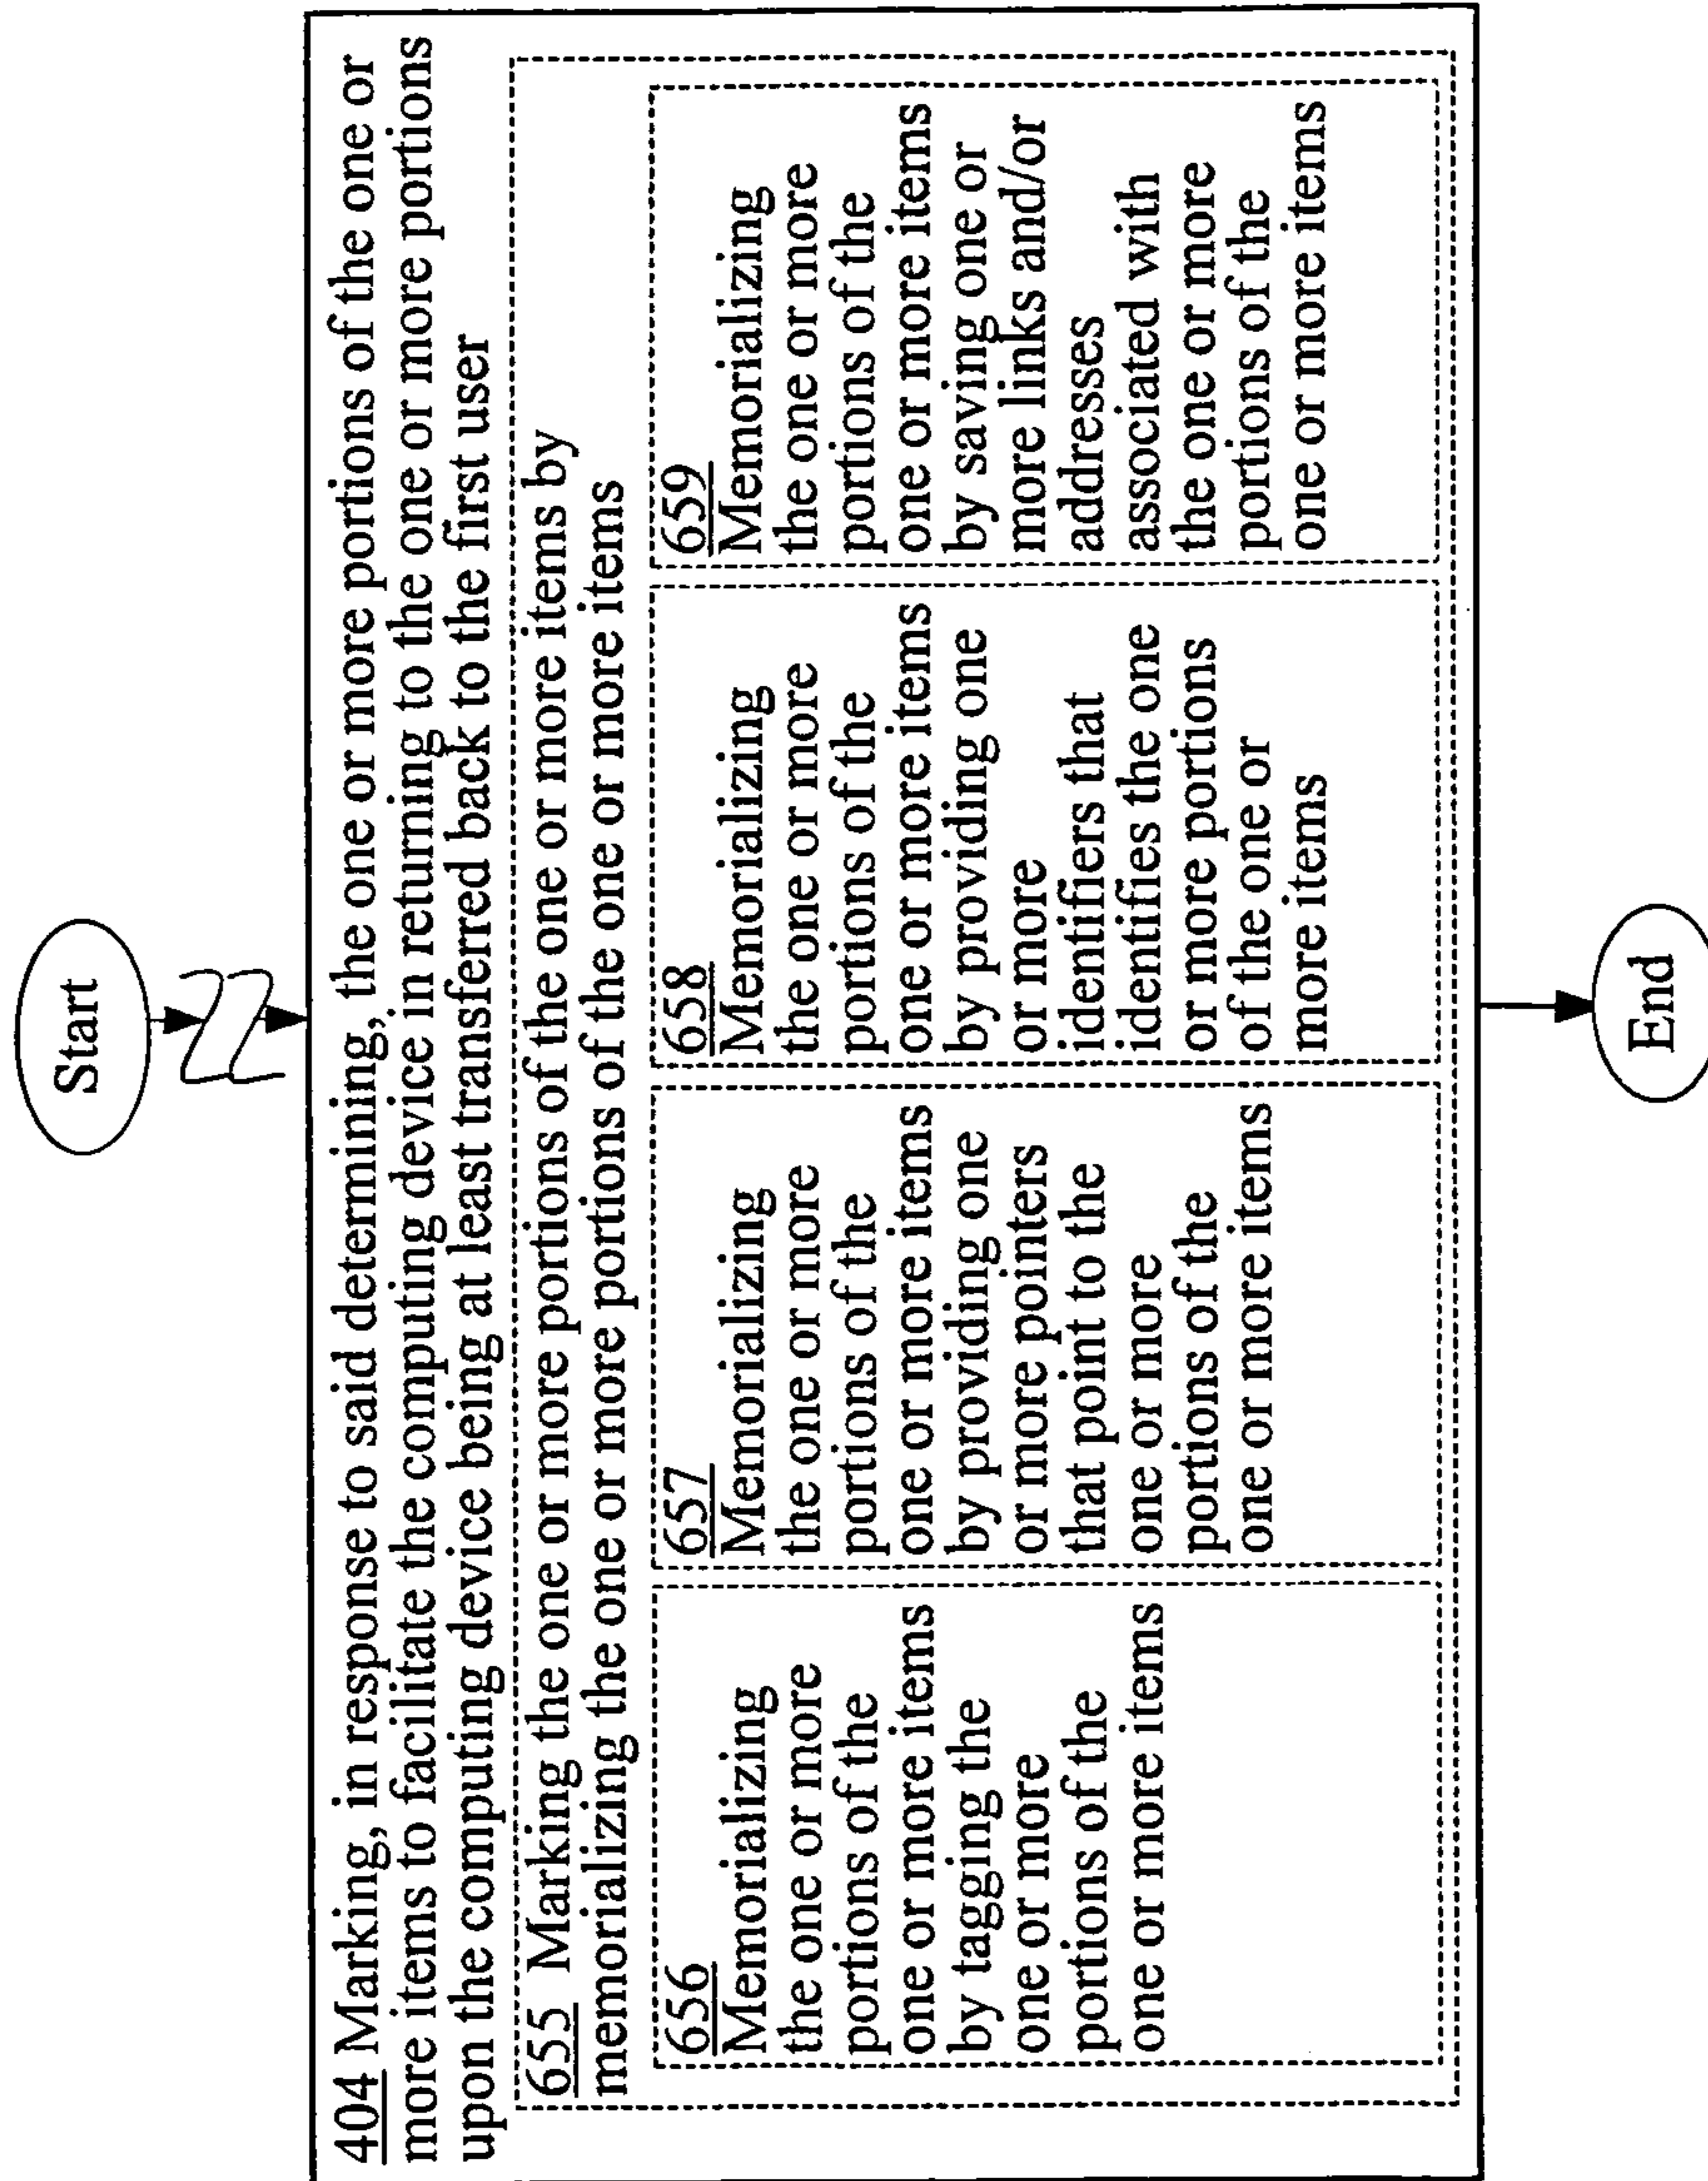 Start
404 Marking, in response to said determining, the one or more portions of the one or
more items to facilitate the computing device in returning to the one or more portions
upon the computing device being at least transferred back to the first user
655 Marking the one or more portions of the one or more items by
memorializing the one or more portions of the one or more items
656
Memorializing
the one or more
portions of the
one or more items
by tagging the
one or more
portions of the
one or more items
657
Memorializing
the one or more
portions of the
one or more items
by providing one
or more pointers
that point to the
one or more
portions of the
one or more items
658
Memorializing
the one or more
portions of the
one or more items
by providing one
or more
identifiers that
identifies the one
or more portions
of the one or
more items
659
Memorializing
the one or more
portions of the
one or more items
by saving one or
more links and/or
addresses
associated with
the one or more
portions of the
one or more items
End